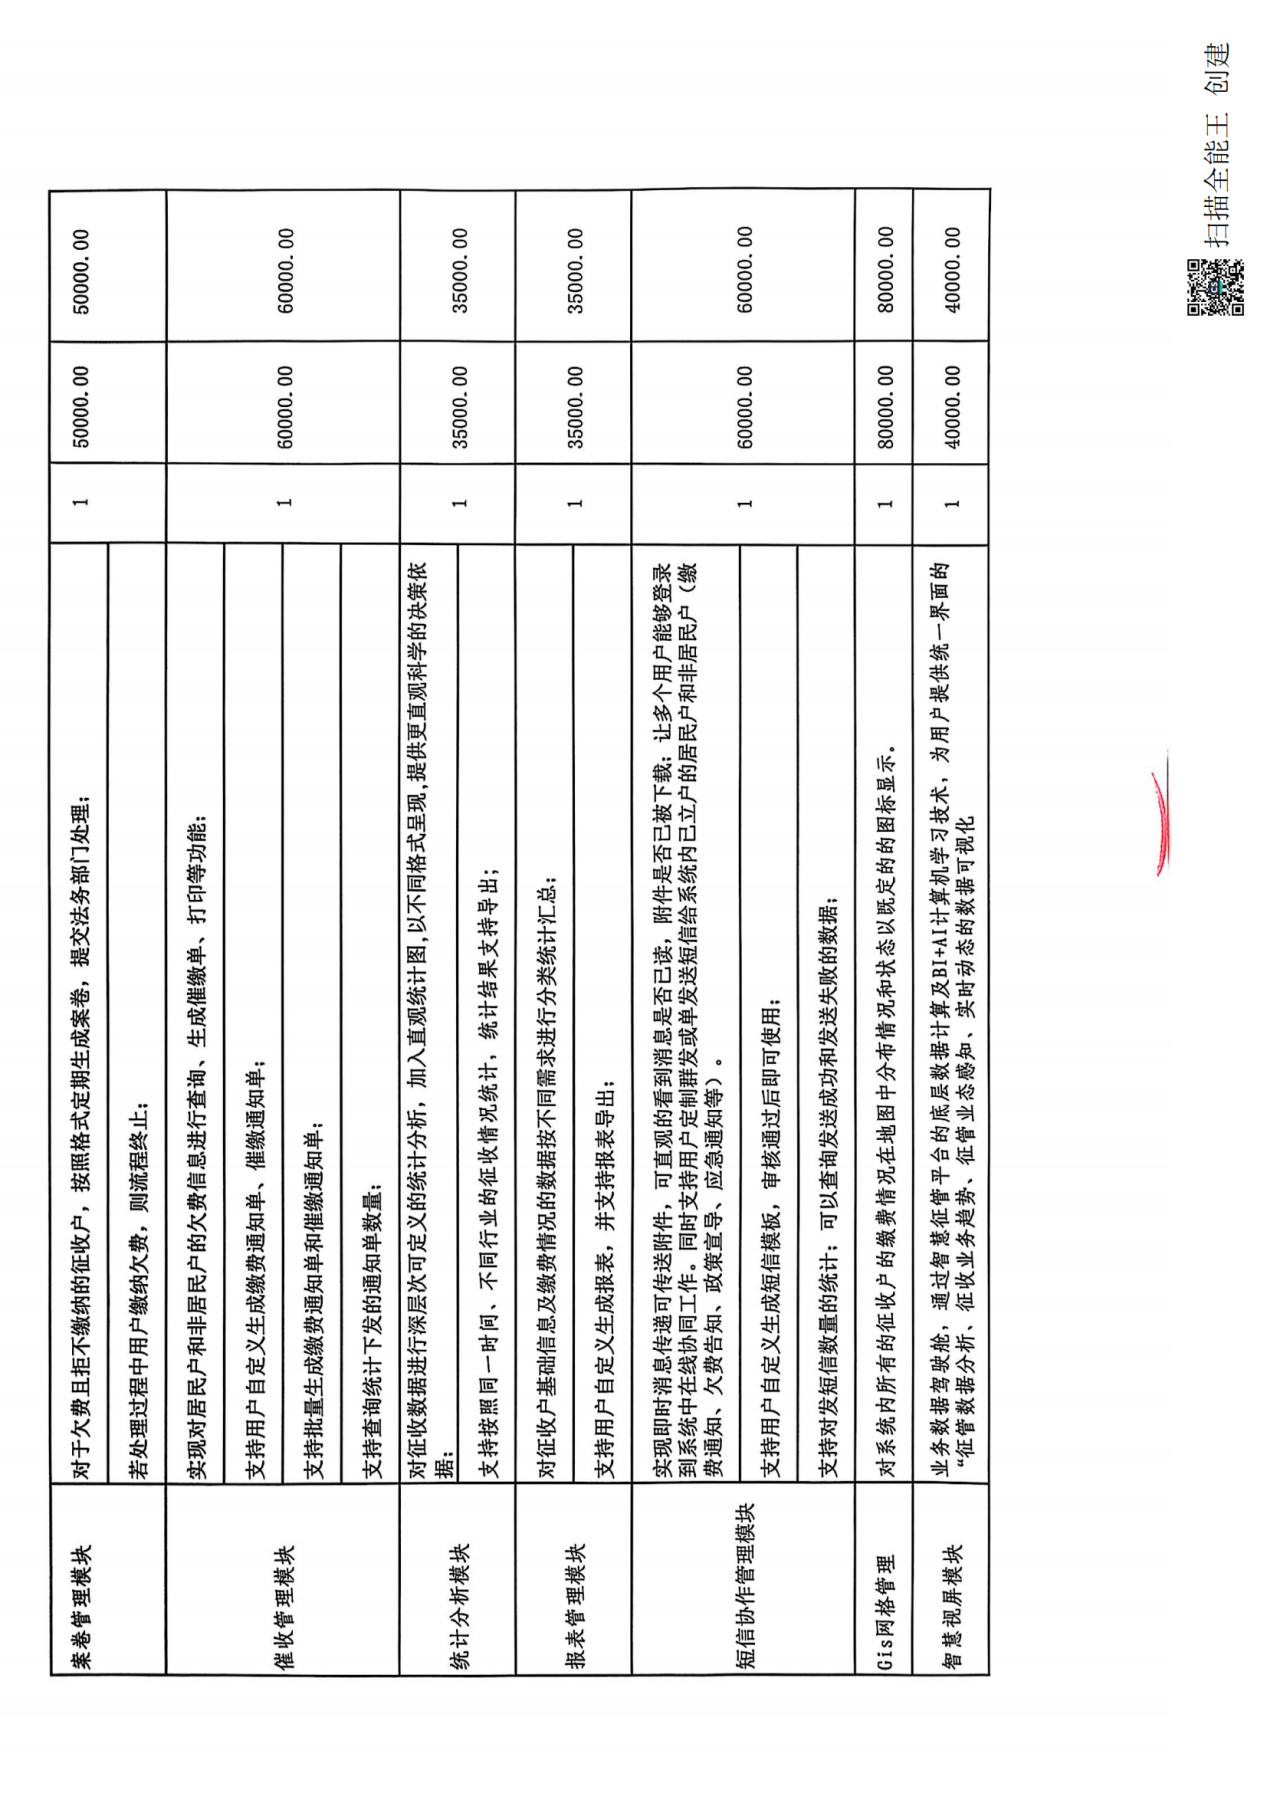 案卷管理模块
对于欠费且拒不缴纳的征收户，按照格式定期生成案卷，提交法务部门处理；
若处理过程中用户缴纳欠费，则流程终止；
1
50000.00
50000.00
催收管理模块
实现对居民户和非居民户的欠费信息进行查询、生成催缴单、打印等功能；
支持用户自定义生成缴费通知单、催缴通知单；
支持批量生成缴费通知单和催缴通知单；
支持查询统计下发的通知单数量；
1
60000.00
60000.00
统计分析模块
对征收数据进行深层次可定义的统计分析，加入直观统计图,以不同格式呈现,提供更直观科学的决策依
据；
支持按照同一时间、不同行业的征收情况统计，统计结果支持导出；
1
35000.00
35000.00
报表管理模块
对征收户基础信息及缴费情况的数据按不同需求进行分类统计汇总；
支持用户自定义生成报表，并支持报表导出；
1
35000.00
35000.00
短信协作管理模块
实现即时消息传递可传送附件，可直观的看到消息是否已读，附件是否已被下载；让多个用户能够登录
到系统中在线协同工作。同时支持用户定制群发或单发送短信给系统内已立户的居民户和非居民户（缴
费通知、欠费告知、政策宣导、应急通知等）。
支持用户自定义生成短信模板，审核通过后即可使用；
支持对发短信数量的统计；可以查询发送成功和发送失败的数据；
1
60000.00
60000.00
Gis网格管理
对系统内所有的征收户的缴费情况在地图中分布情况和状态以既定的的图标显示。
1
80000.00
80000.00
智慧视屏模块
业务数据驾驶舱，通过智慧征管平台的底层数据计算及BI+AI计算机学习技术，为用户提供统一界面的
“征管数据分析、征收业务趋势、征管业态感知、实时动态的数据可视化
1
40000.00
40000.00
CS
扫描全能王 创建